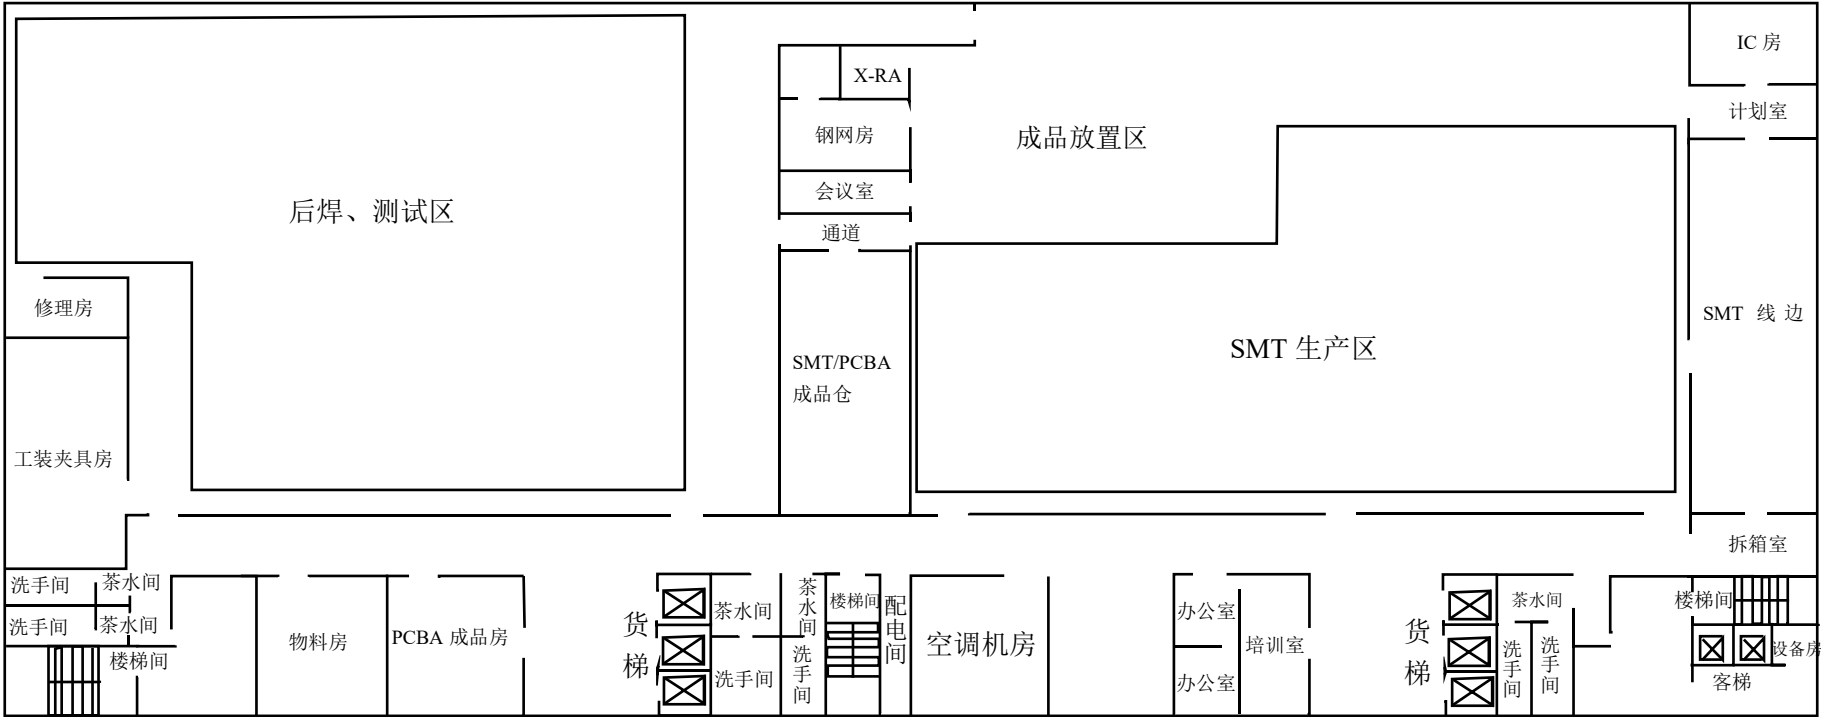 IC 房
X-RA
计划室
钢网房
成品放置区
会议室
后焊、测试区
通道
修理房
SMT 线 边
SMT 生产区
SMT/PCBA
成品仓
工装夹具房
拆箱室
洗手间
茶水间
洗手间
茶水间
楼梯间
物料房
PCBA 成品房
货梯
茶水间
洗手间
茶水间
洗手间
楼梯间
配电间
空调机房
办公室
办公室
培训室
货梯
茶水间
洗手间
洗手间
楼梯间
设备房
客梯